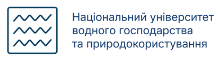 Національний університет
водного господарства
та природокористування